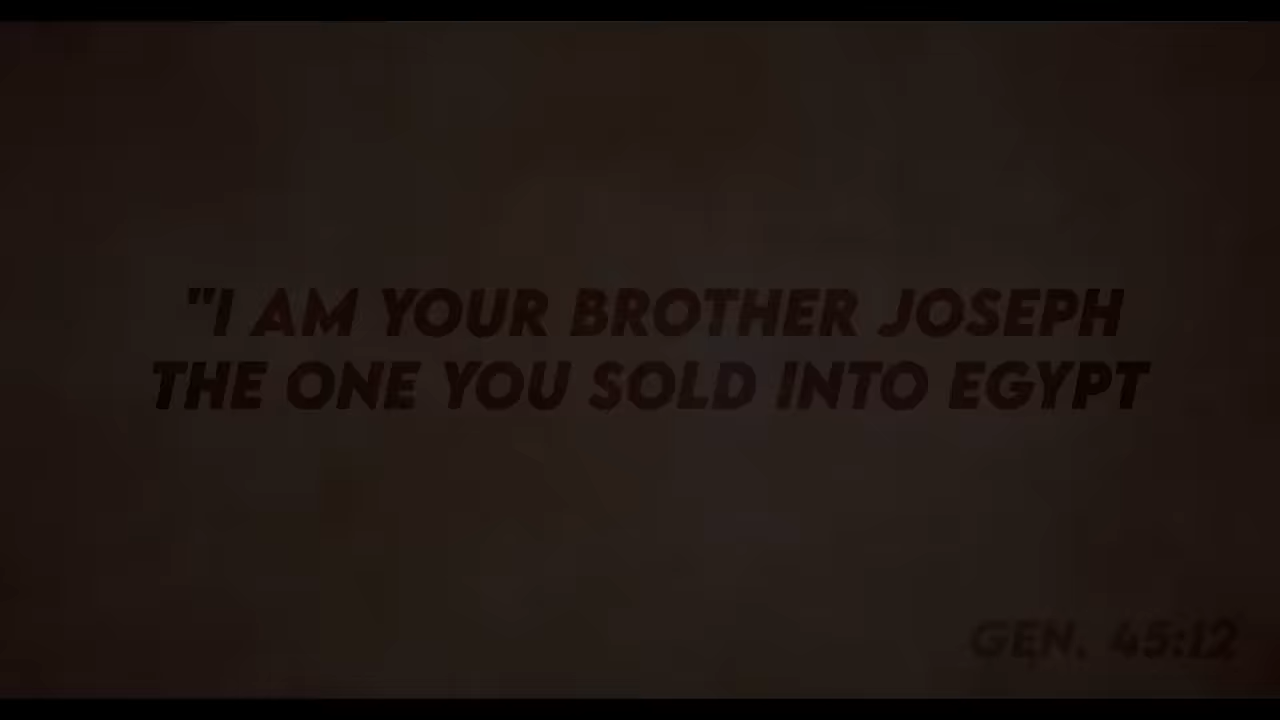 "I AM YOUR BROTHER JOSEPH
THE ONE YOU SOLD INTO EGYPT
GEN. 45:12